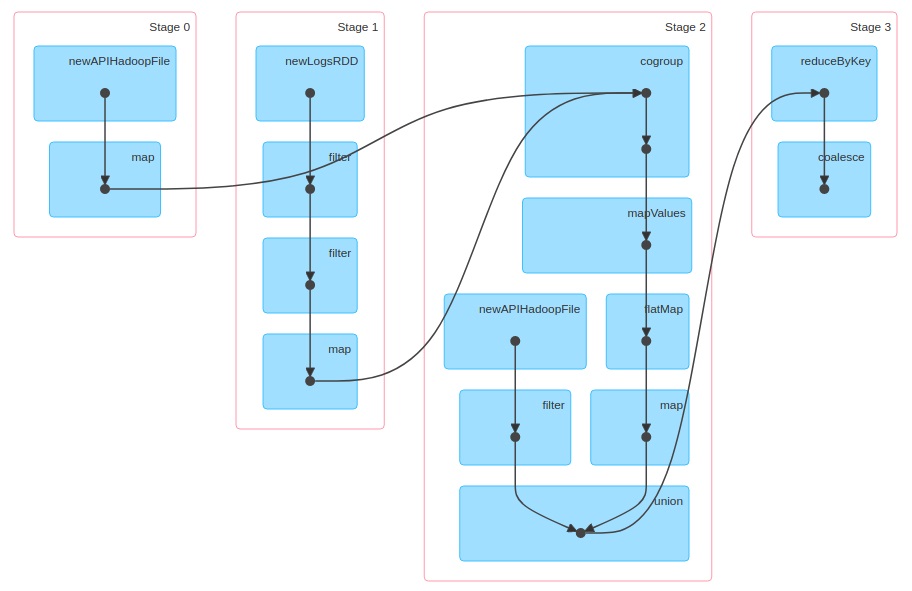 Stage 0
newAPIHadoopFile
map
Stage 1
newLogsRDD
filter
filter
map
Stage 2
cogroup
mapValues
newAPIHadoopFile
flatMap
filter
map
union
Stage 3
reduceByKey
coalesce